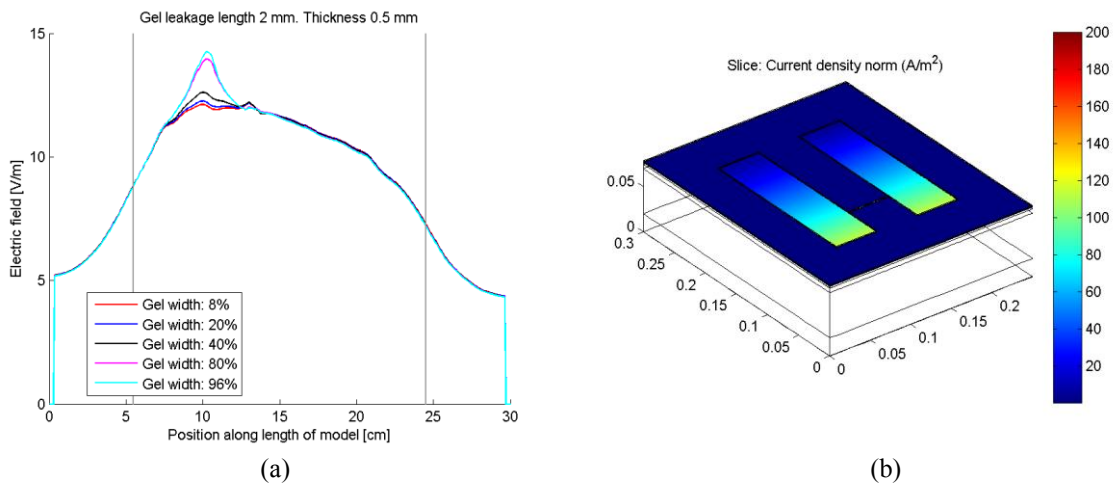 Gel leakage length 2 mm. Thickness 0.5 mm
15
10
5
0
Electric field [V/m]
Gel width: 8%
Gel width: 20%
Gel width: 40%
Gel width: 80%
Gel width: 96%
0 5 10 15 20 25 30
Position along length of model [cm]
(a)
Slice: Current density norm (A/m²)
0.05
0
0.3
0.25
0.2
0.15
0.1
0.05
0
0
0.05
0.1
0.15
0.2
200
180
160
140
120
100
80
60
40
20
(b)